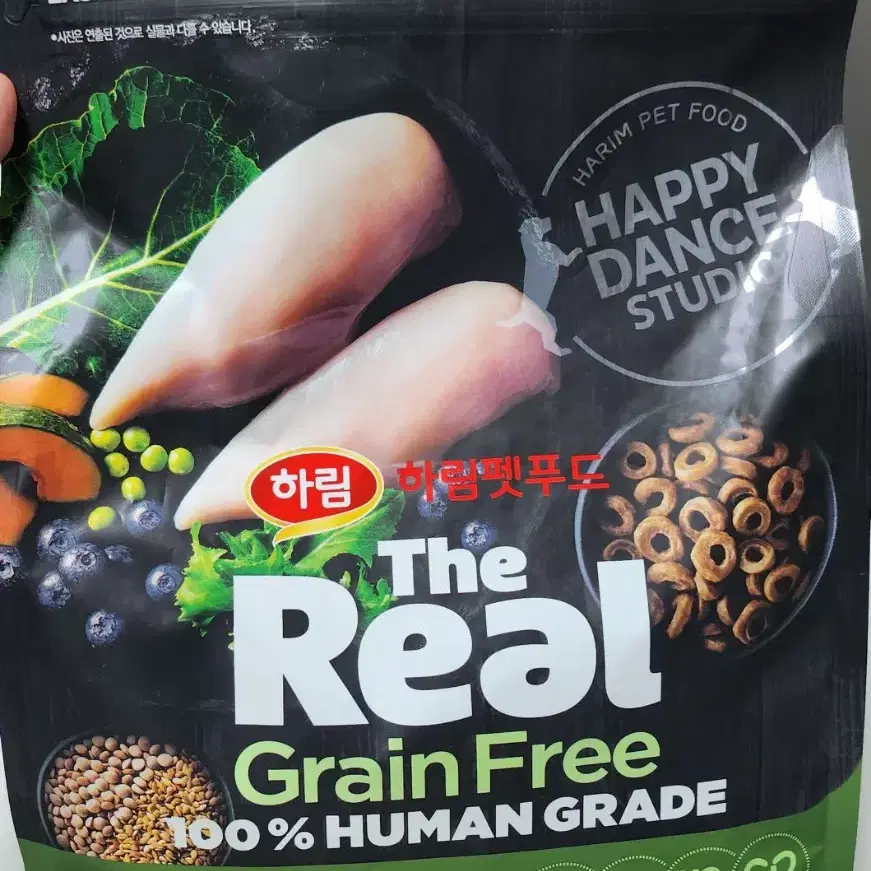 *사진은 연출된 것으로 실물과 다를 수 있습니다.
HARIM PET FOOD
HAPPY
DANCE
STUDIO
하림 하림펫푸드
The
Real
Grain Free
100% HUMAN GRADE